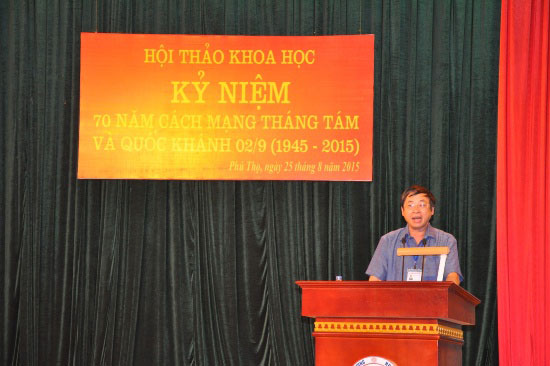 HỘI THẢO KHOA HỌC
KỶ NIỆM
70 NĂM CÁCH MẠNG THÁNG TÁM
VÀ QUỐC KHÁNH 02/9 (1945 - 2015)
Phú Thọ, ngày 25 tháng 8 năm 2015